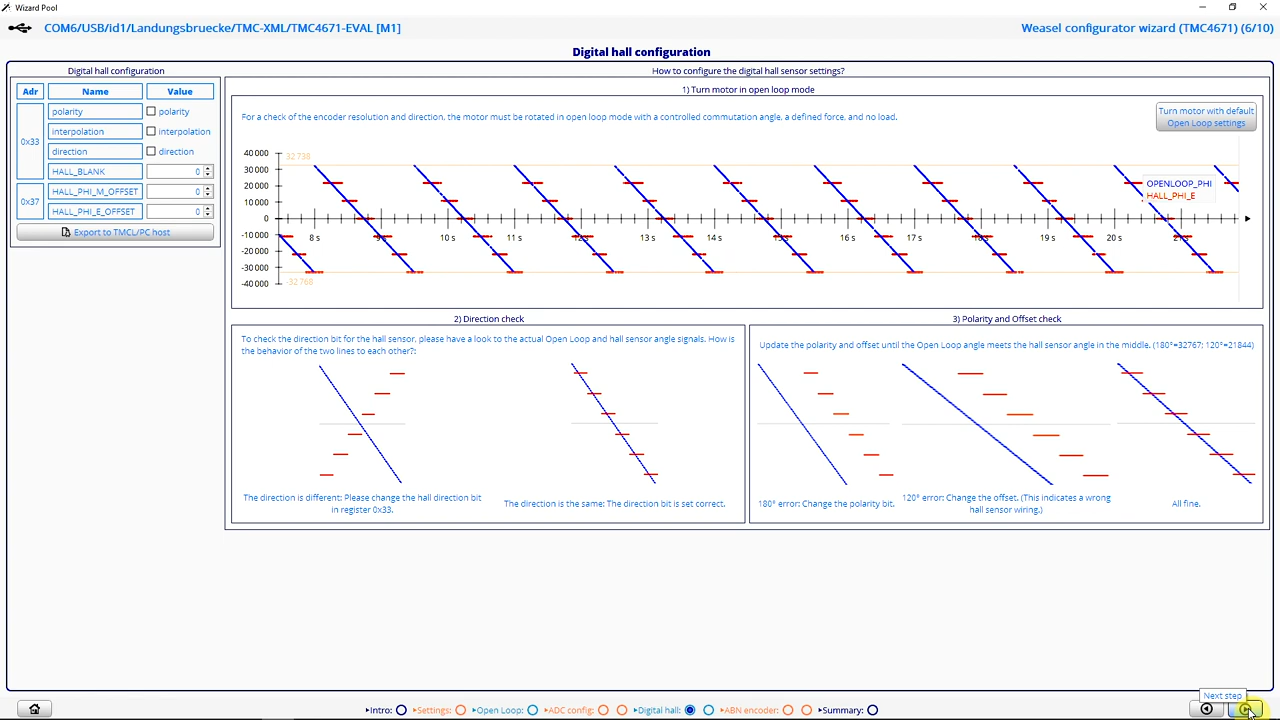 Wizard Pool
COM6/USB/id1/Landungsbruecke/TMC-XML/TMC4671-EVAL [M1]
Weasel configurator wizard (TMC4671) (6/10)
Digital hall configuration
Digital hall configuration
Adr Name Value
0x33
polarity polarity
interpolation interpolation
direction direction
HALL_BLANK 0
0x37
HALL_PHI_M_OFFSET 0
HALL_PHI_E_OFFSET 0
Export to TMCL/PC host
How to configure the digital hall sensor settings?
1) Turn motor in open loop mode
For a check of the encoder resolution and direction, the motor must be rotated in open loop mode with a controlled commutation angle, a defined force, and no load.
Turn motor with default
Open Loop settings
40 000
32 738
30 000
20 000
10 000
0
-10 000
-20 000
-30 000
-32 768
-40 000
8 s 9 s 10 s 11 s 12 s 13 s 14 s 15 s 16 s 17 s 18 s 19 s 20 s 21 s
OPENLOOP_PHI
HALL_PHI_E
2) Direction check
To check the direction bit for the hall sensor, please have a look to the actual Open Loop and hall sensor angle signals. How is
the behavior of the two lines to each other?:
The direction is different: Please change the hall direction bit
in register 0x33.
The direction is the same: The direction bit is set correct.
3) Polarity and Offset check
Update the polarity and offset until the Open Loop angle meets the hall sensor angle in the middle. (180°=32767; 120°=21844)
180° error: Change the polarity bit.
120° error: Change the offset. (This indicates a wrong
hall sensor wiring.)
All fine.
Next step
Intro: Settings: Open Loop: ADC config: Digital hall: ABN encoder: Summary: